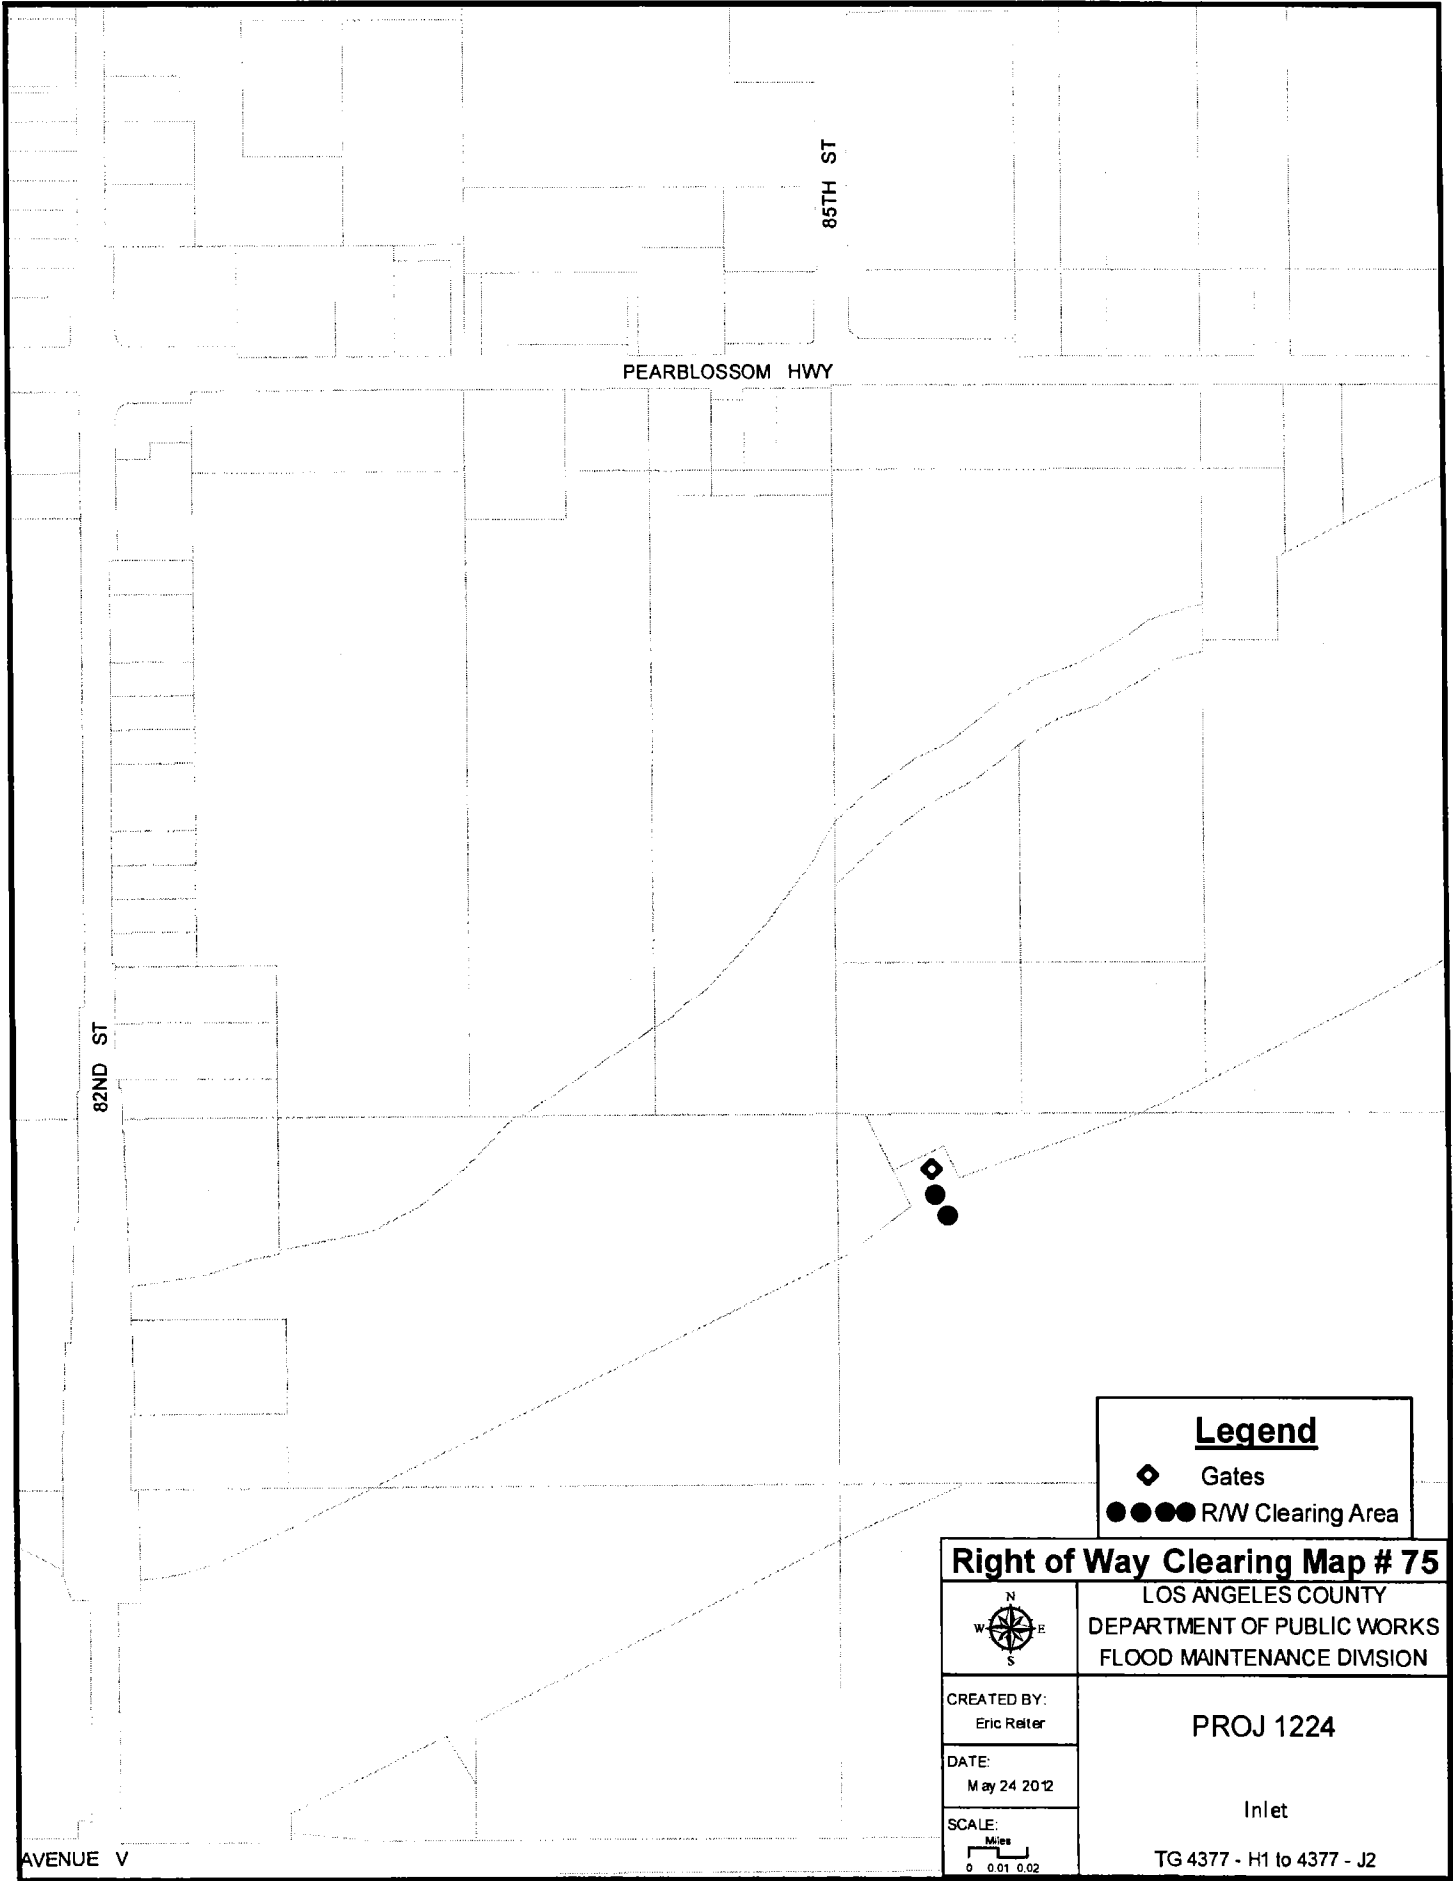 85TH ST
PEARBLOSSOM HWY
82ND ST
AVENUE V
Legend
Gates
R/W Clearing Area
Right of Way Clearing Map # 75
N
W E
S
LOS ANGELES COUNTY
DEPARTMENT OF PUBLIC WORKS
FLOOD MAINTENANCE DIVISION
CREATED BY:
Eric Reiter
DATE:
May 24 2012
SCALE:
Miles
0 0.01 0.02
PROJ 1224
Inlet
TG 4377 - H1 to 4377 - J2